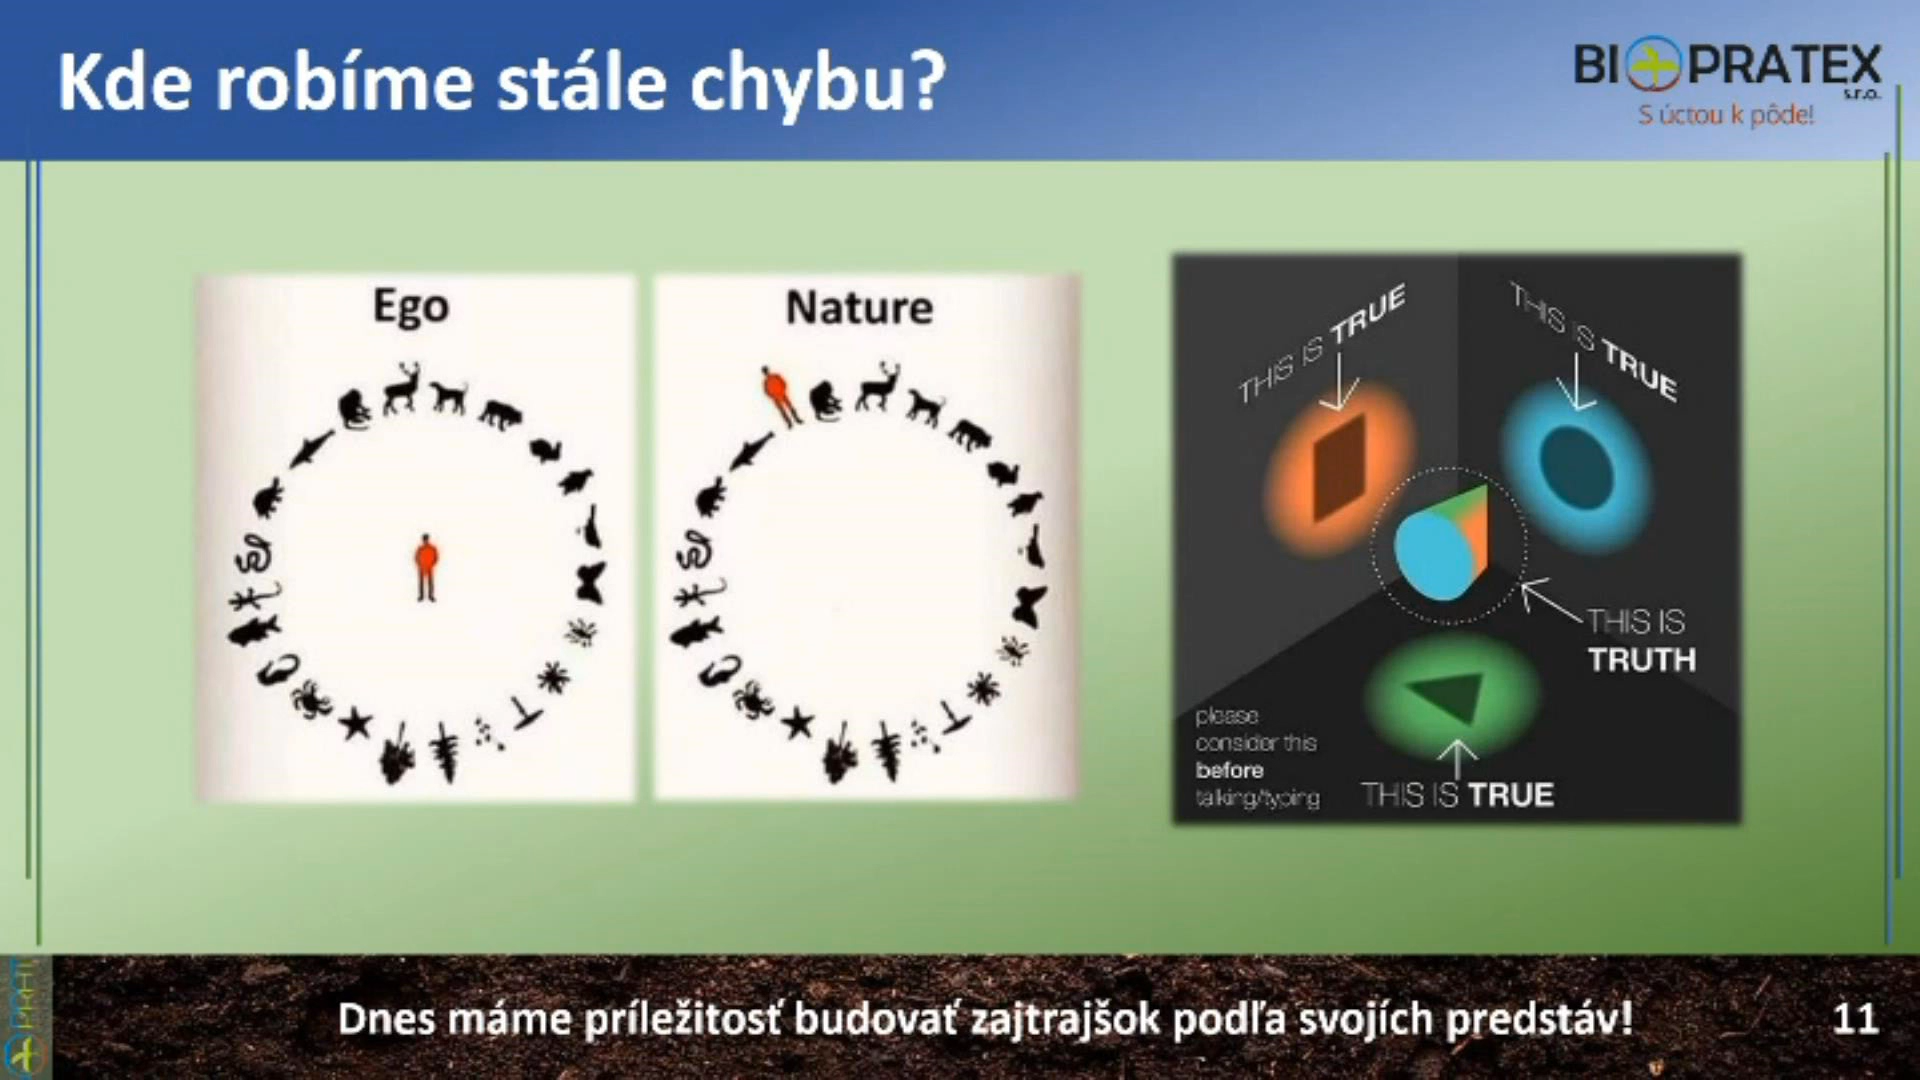 Kde robíme stále chybu?
BIOPRATEX
s.r.o.
S úctou k pôde!
Ego
Nature
THIS IS TRUE
THIS IS TRUE
THIS IS
TRUTH
please
consider this
before
talking/typing
THIS IS TRUE
Dnes máme príležitosť budovať zajtrajšok podľa svojích predstáv!
11